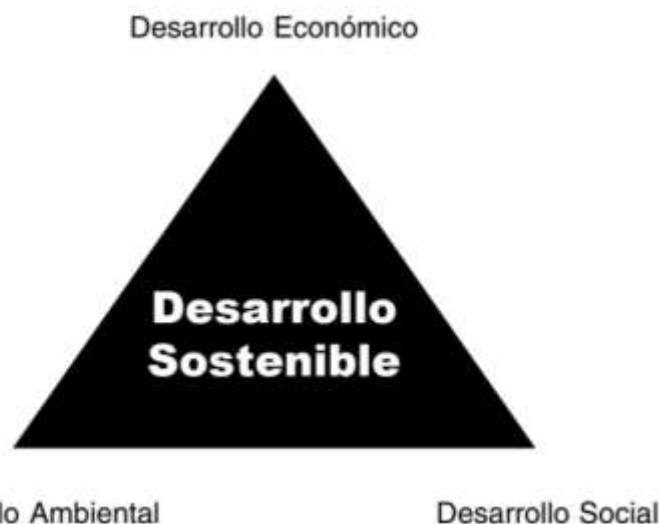 Desarrollo Económico
Desarrollo
Sostenible
lo Ambiental
Desarrollo Social